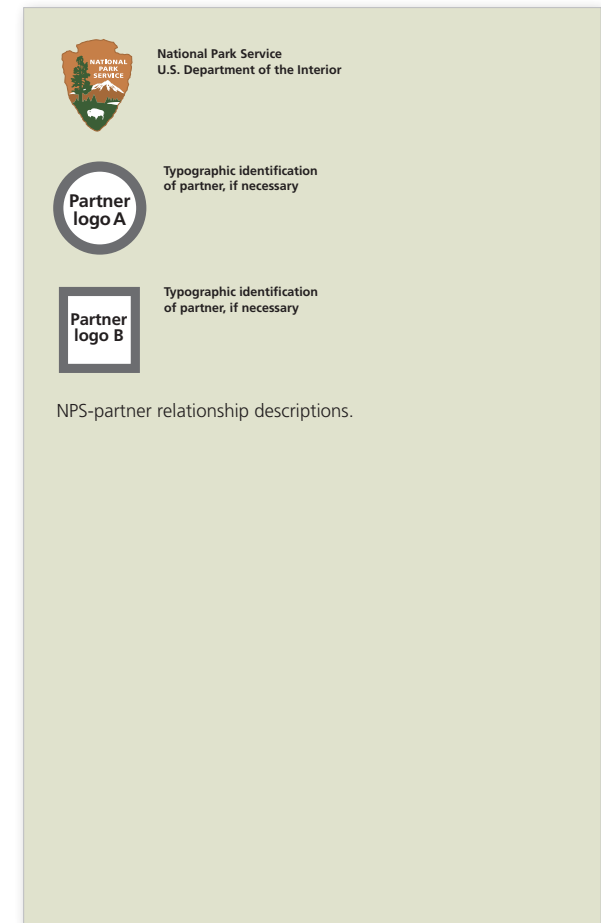 NATIONAL
PARK
SERVICE
National Park Service
U.S. Department of the Interior
Partner
logo A
Typographic identification
of partner, if necessary
Partner
logo B
Typographic identification
of partner, if necessary
NPS-partner relationship descriptions.